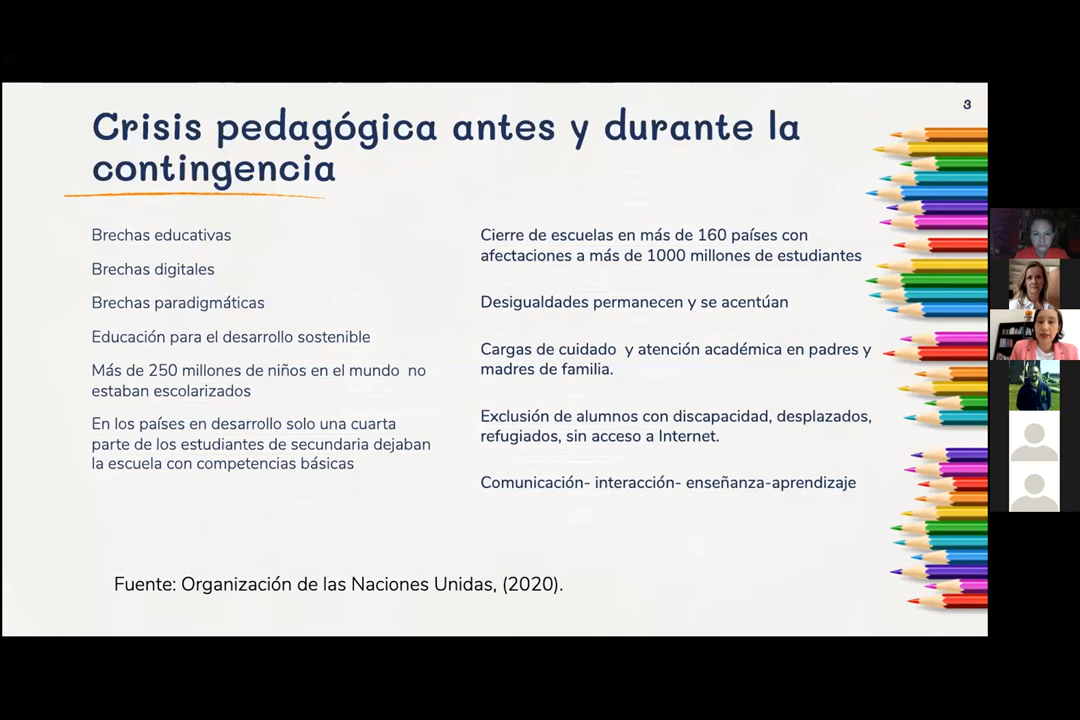 3
Crisis pedagógica antes y durante la
contingencia
Brechas educativas
Brechas digitales
Brechas paradigmáticas
Educación para el desarrollo sostenible
Más de 250 millones de niños en el mundo no
estaban escolarizados
En los países en desarrollo solo una cuarta
parte de los estudiantes de secundaria dejaban
la escuela con competencias básicas
Cierre de escuelas en más de 160 países con
afectaciones a más de 1000 millones de estudiantes
Desigualdades permanecen y se acentúan
Cargas de cuidado y atención académica en padres y
madres de familia.
Exclusión de alumnos con discapacidad, desplazados,
refugiados, sin acceso a Internet.
Comunicación- interacción- enseñanza-aprendizaje
Fuente: Organización de las Naciones Unidas, (2020).